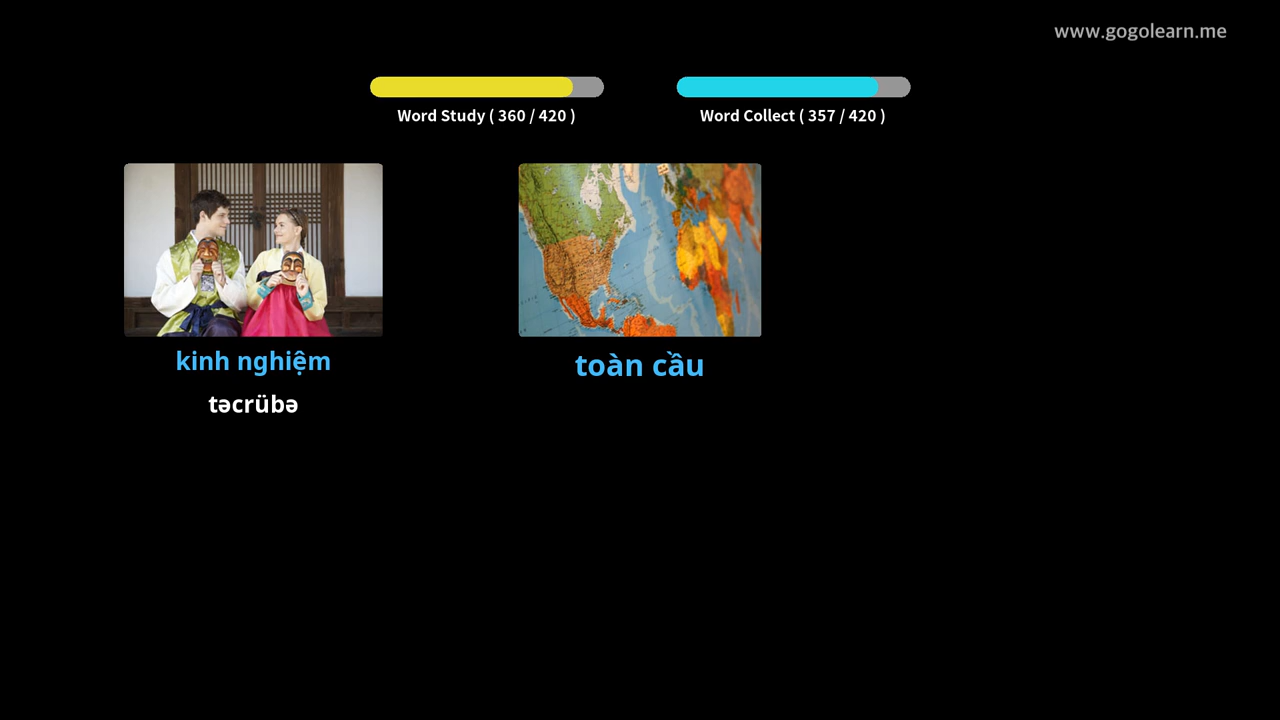 www.gogolearn.me
Word Study ( 360 / 420 )
Word Collect ( 357 / 420 )
kinh nghiệm
təcrübə
toàn cầu